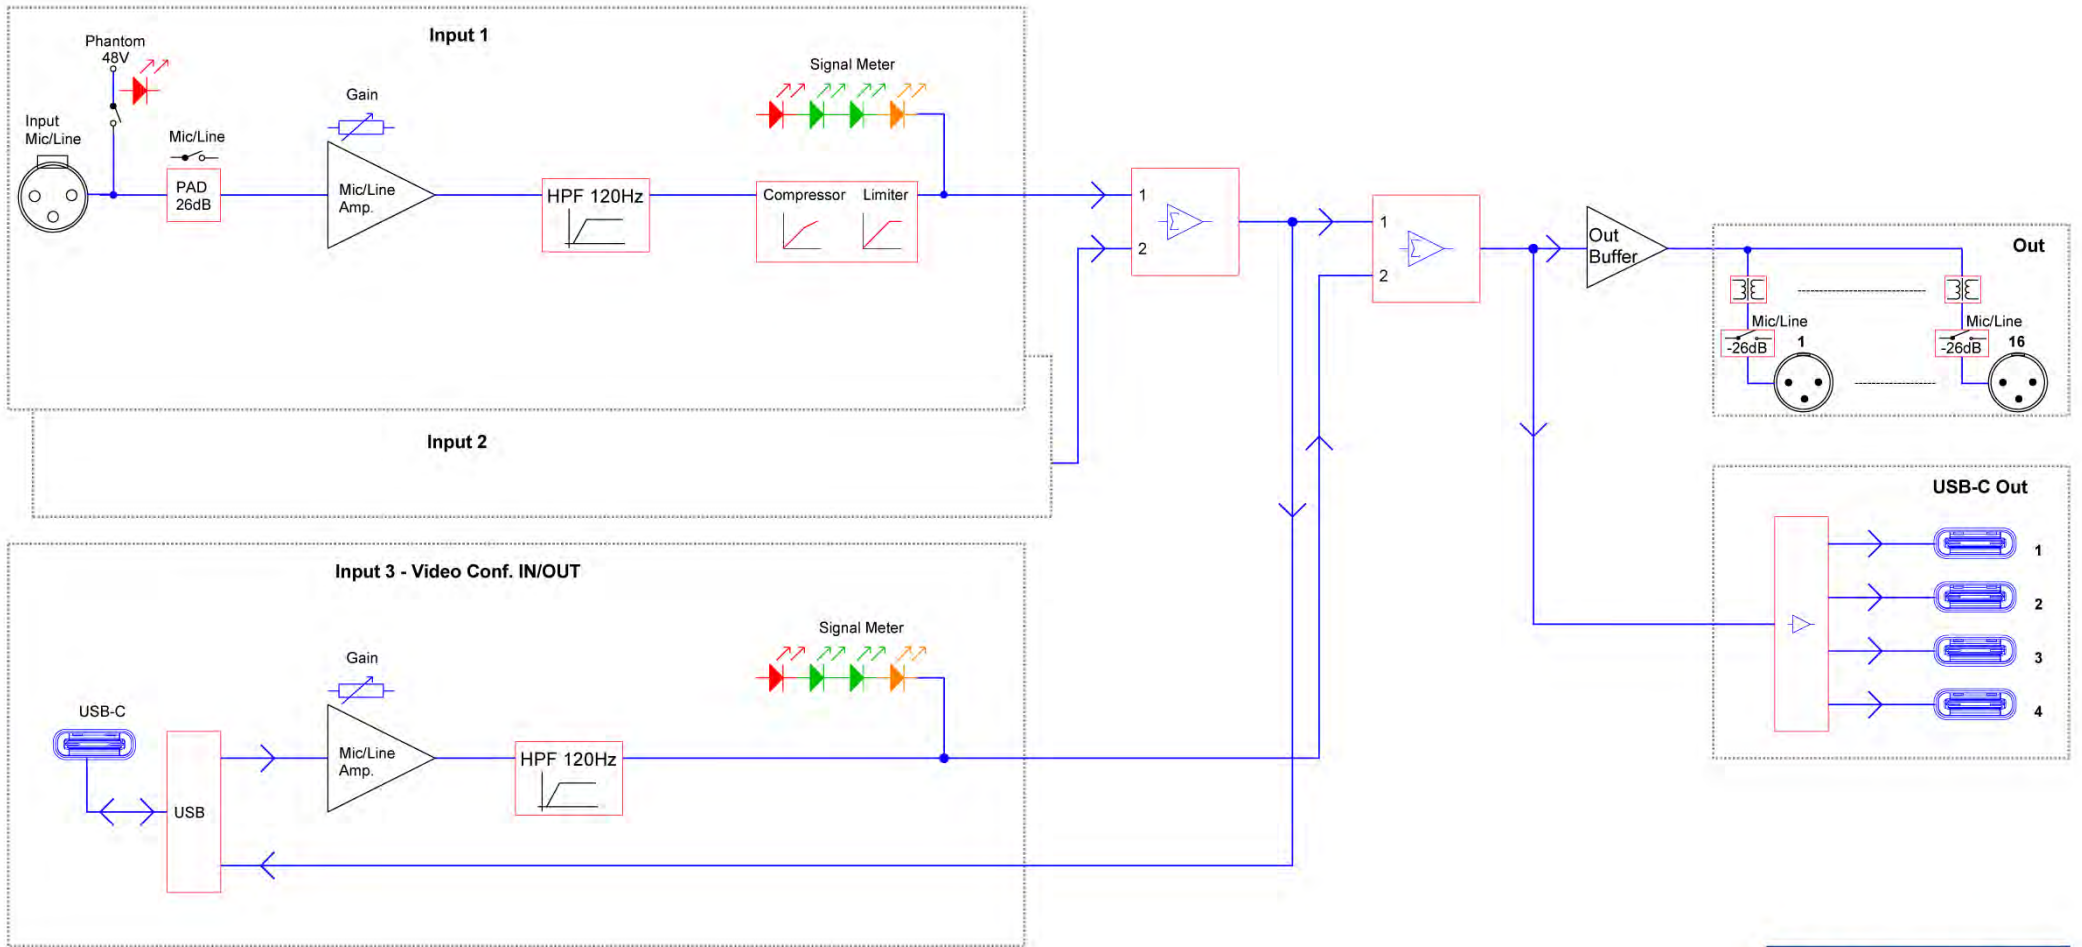 Input 1
Phantom
48V
Input
Mic/Line
Mic/Line
PAD
26dB
Gain
Mic/Line
Amp.
HPF 120Hz
Signal Meter
Compressor
Limiter
Input 2
1
2
1
2
Out
Buffer
Out
Mic/Line
-26dB
1
Mic/Line
-26dB
16
USB-C Out
1
2
3
4
Input 3 - Video Conf. IN/OUT
USB-C
USB
Gain
Mic/Line
Amp.
HPF 120Hz
Signal Meter